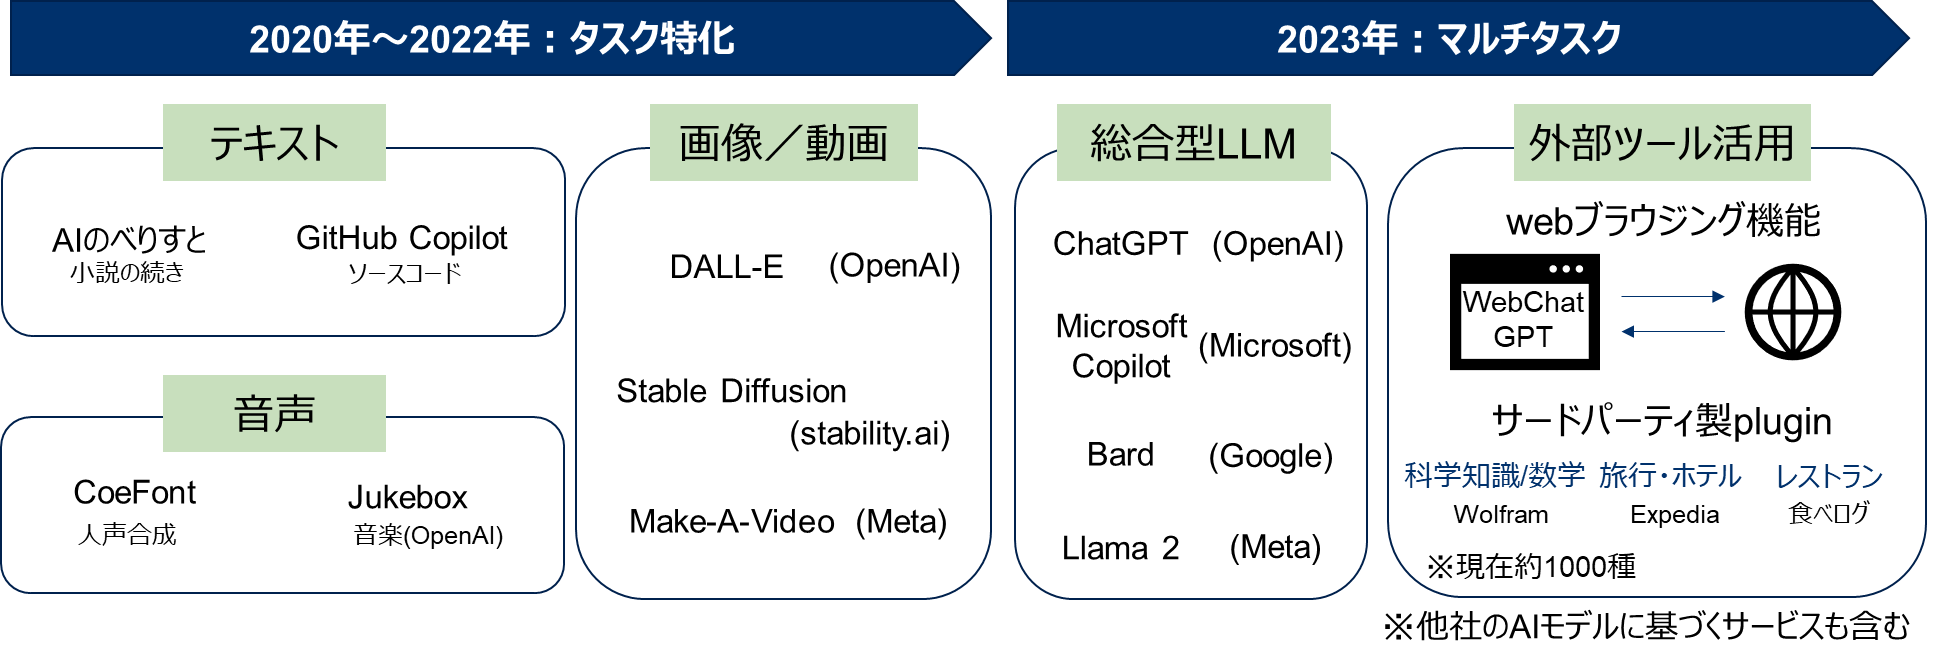 2020年～2022年：タスク特化
2023年：マルチタスク
テキスト
AIのべりすと
小説の続き
GitHub Copilot
ソースコード
音声
CoeFont
人声合成
Jukebox
音楽(OpenAI)
画像／動画
DALL-E (OpenAI)
Stable Diffusion
(stability.ai)
Make-A-Video (Meta)
総合型LLM
ChatGPT (OpenAI)
Microsoft
Copilot
(Microsoft)
Bard (Google)
Llama 2 (Meta)
外部ツール活用
webブラウジング機能
WebChat
GPT
サードパーティ製plugin
科学知識/数学
Wolfram
旅行・ホテル
Expedia
レストラン
食べログ
※現在約1000種
※他社のAIモデルに基づくサービスも含む